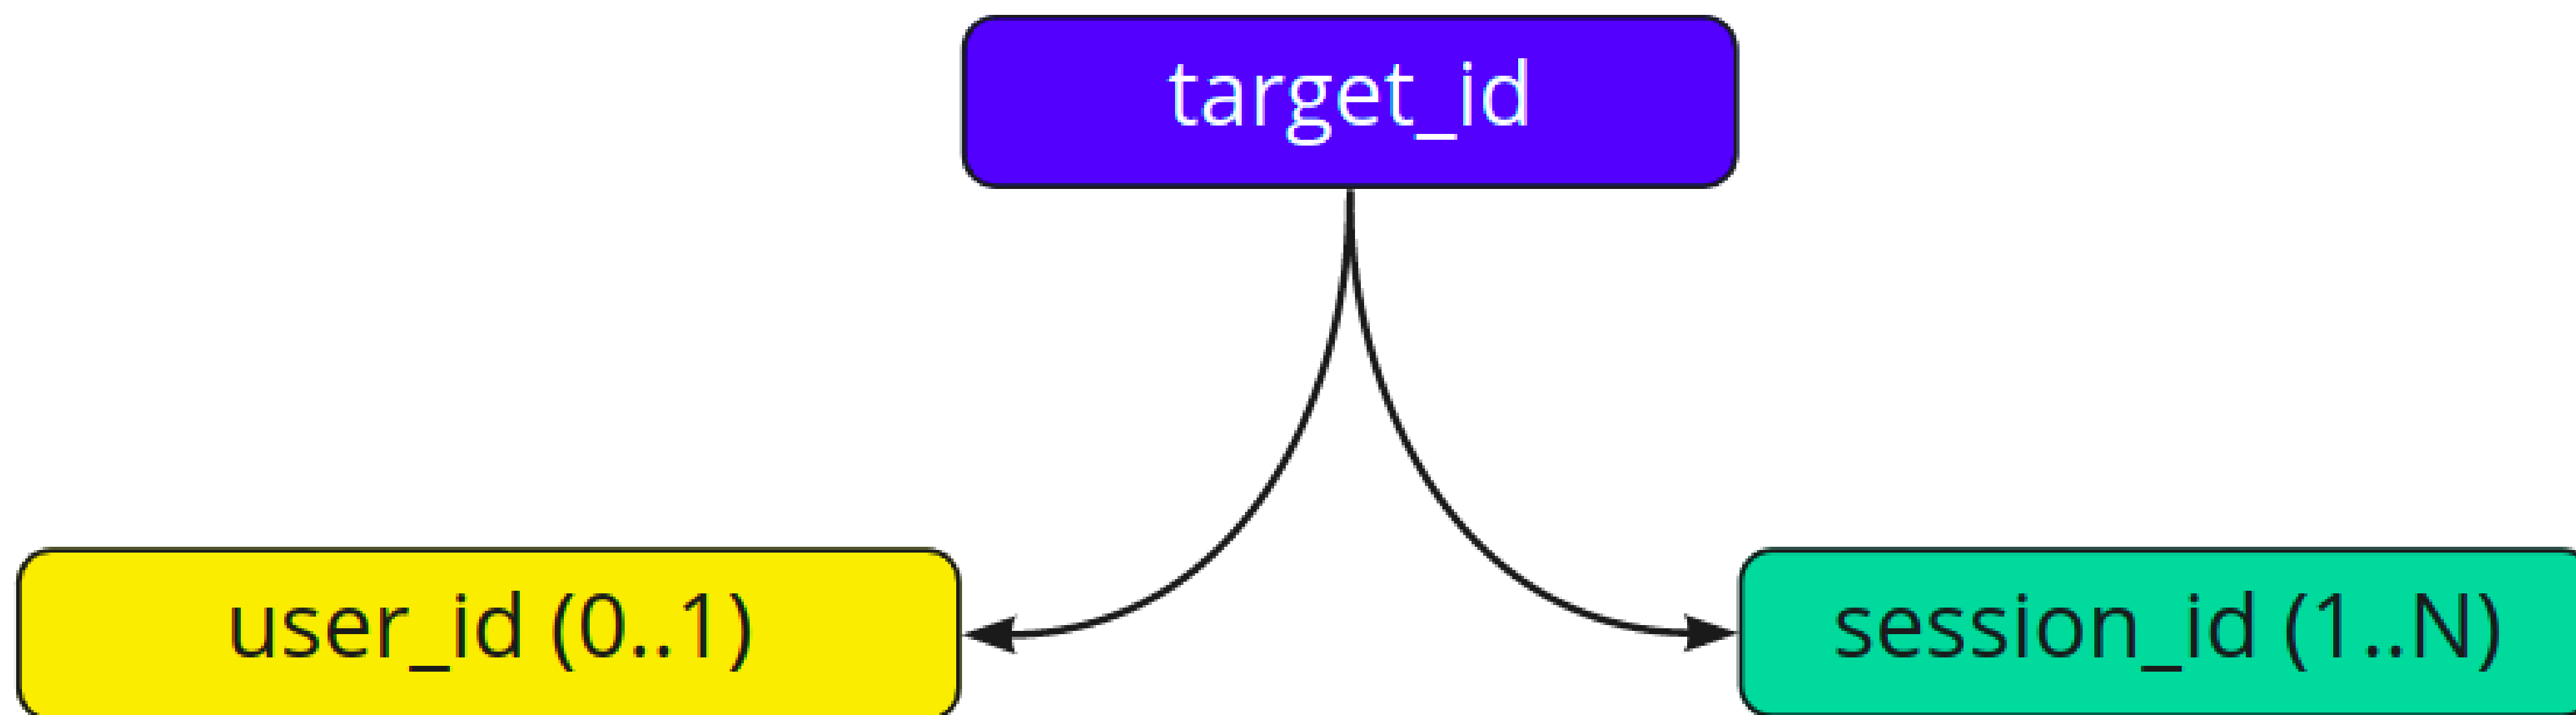 target_id
user_id (0..1)
session_id (1..N)